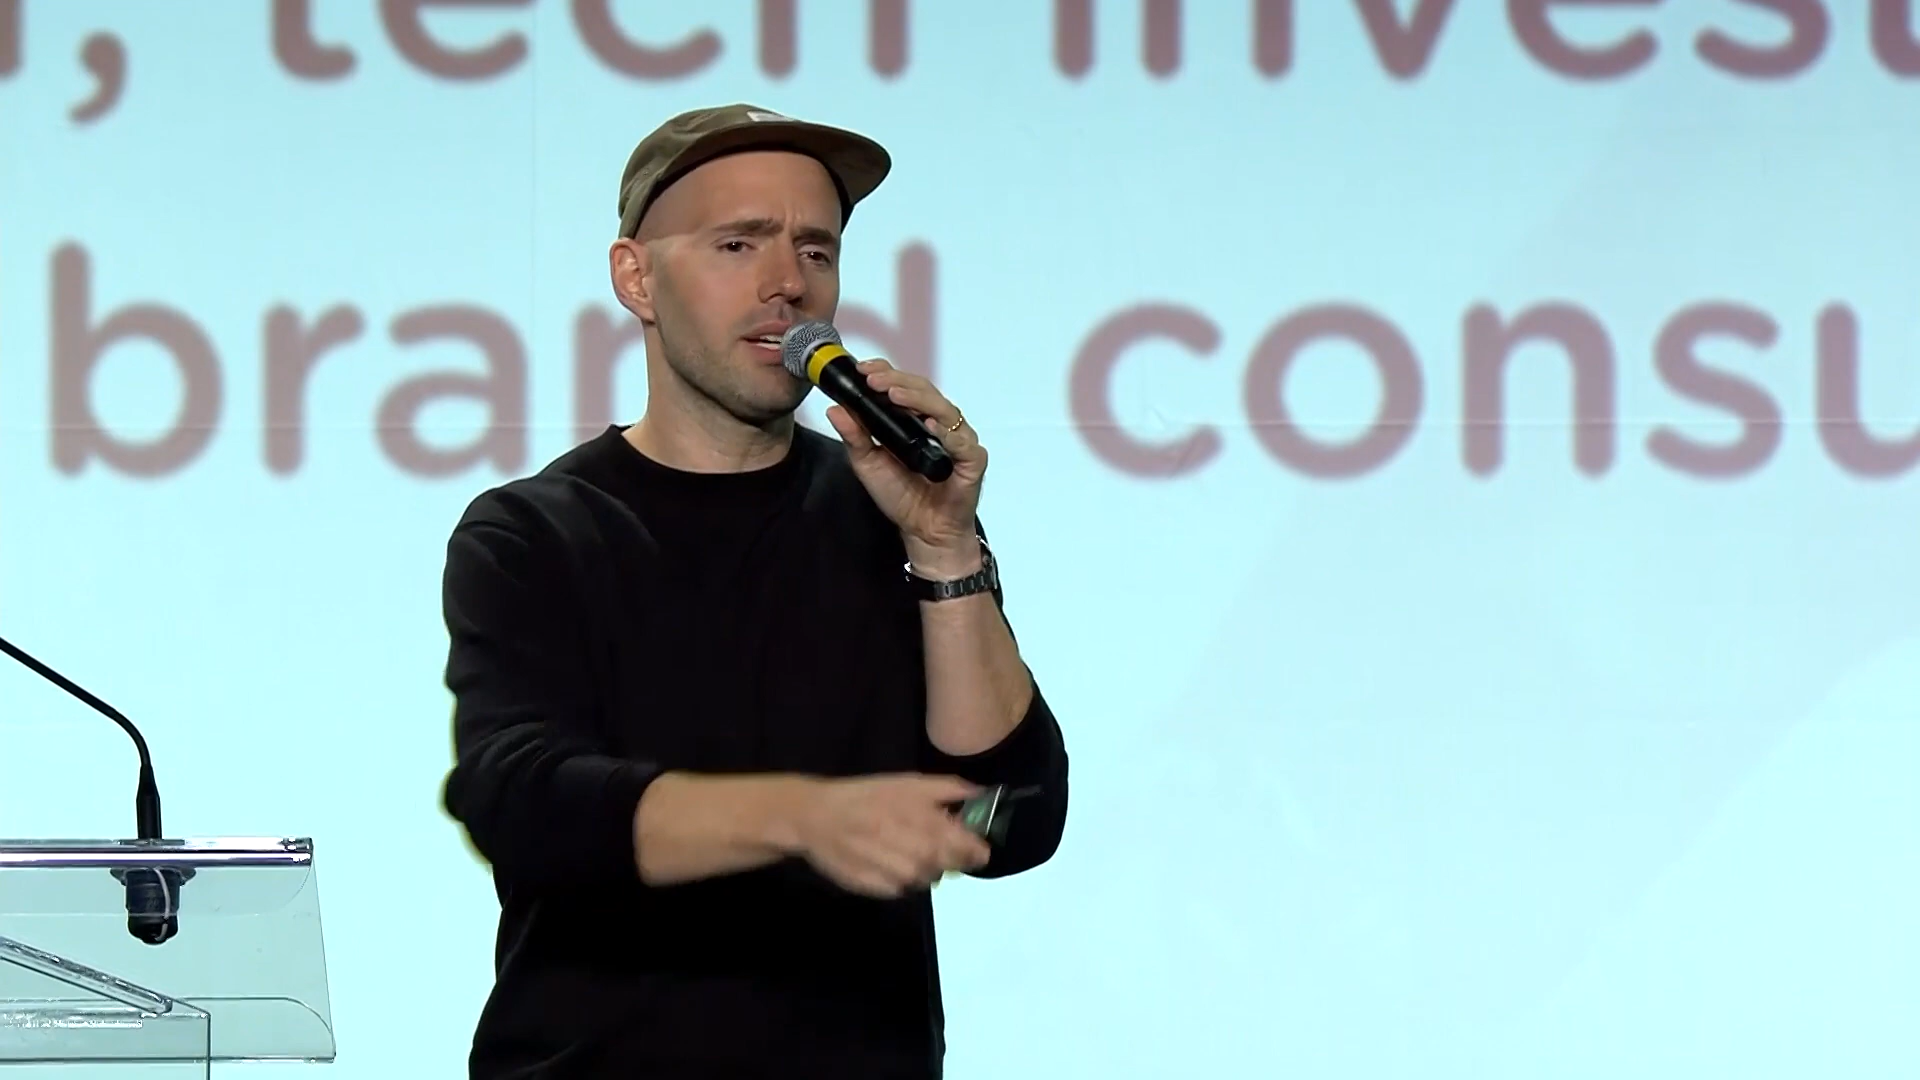 , tech invest
brand consu